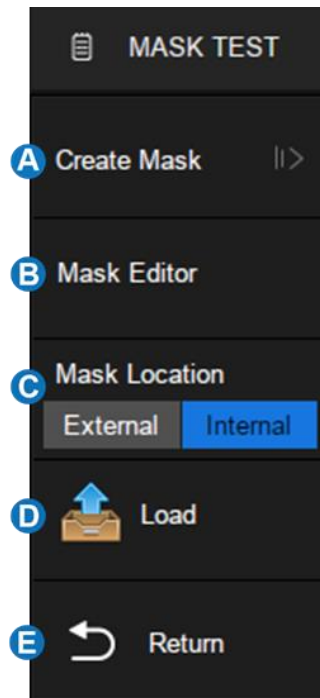 MASK TEST
A Create Mask
B Mask Editor
C Mask Location
External Internal
D Load
E Return